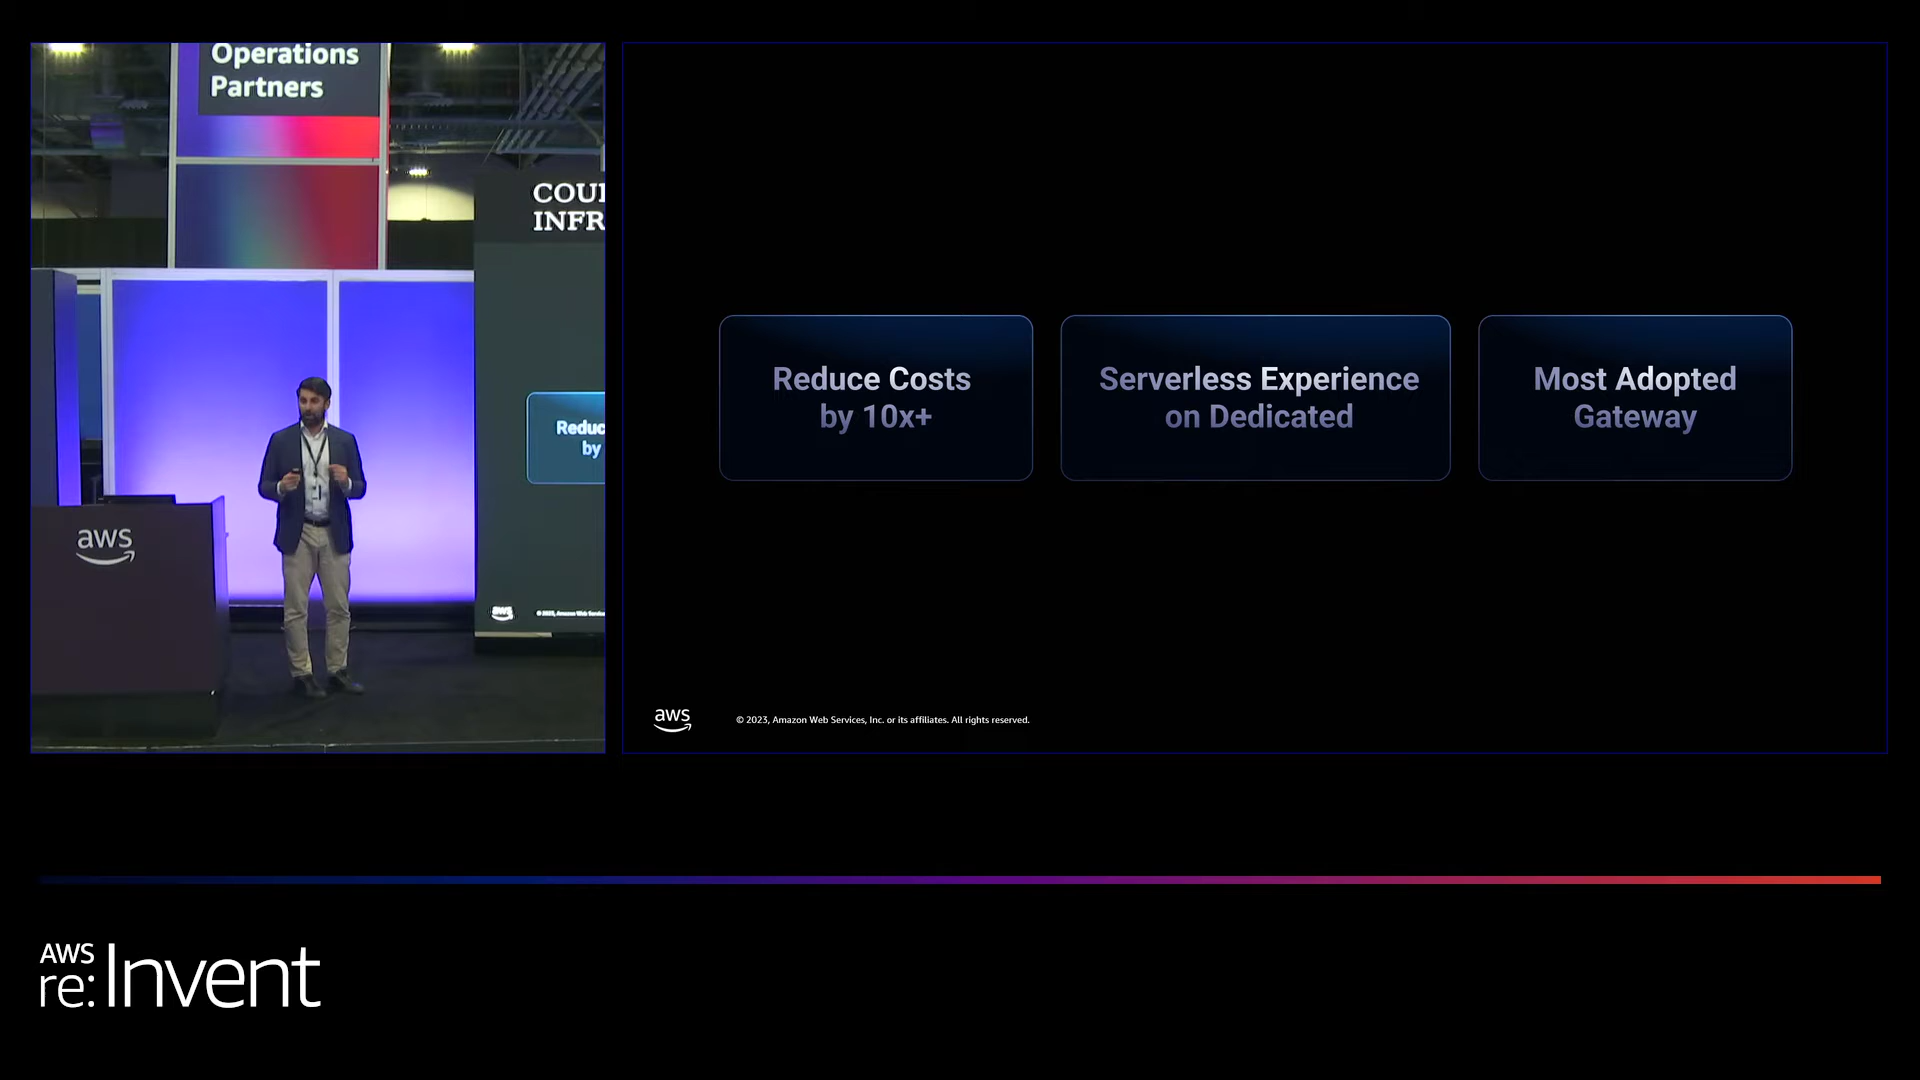 Operations
Partners
COU
INFR
Reduc
by
aws
aws
Reduce Costs
by 10x+
Serverless Experience
on Dedicated
Most Adopted
Gateway
aws
© 2023, Amazon Web Services, Inc. or its affiliates. All rights reserved.
AWS
re:Invent